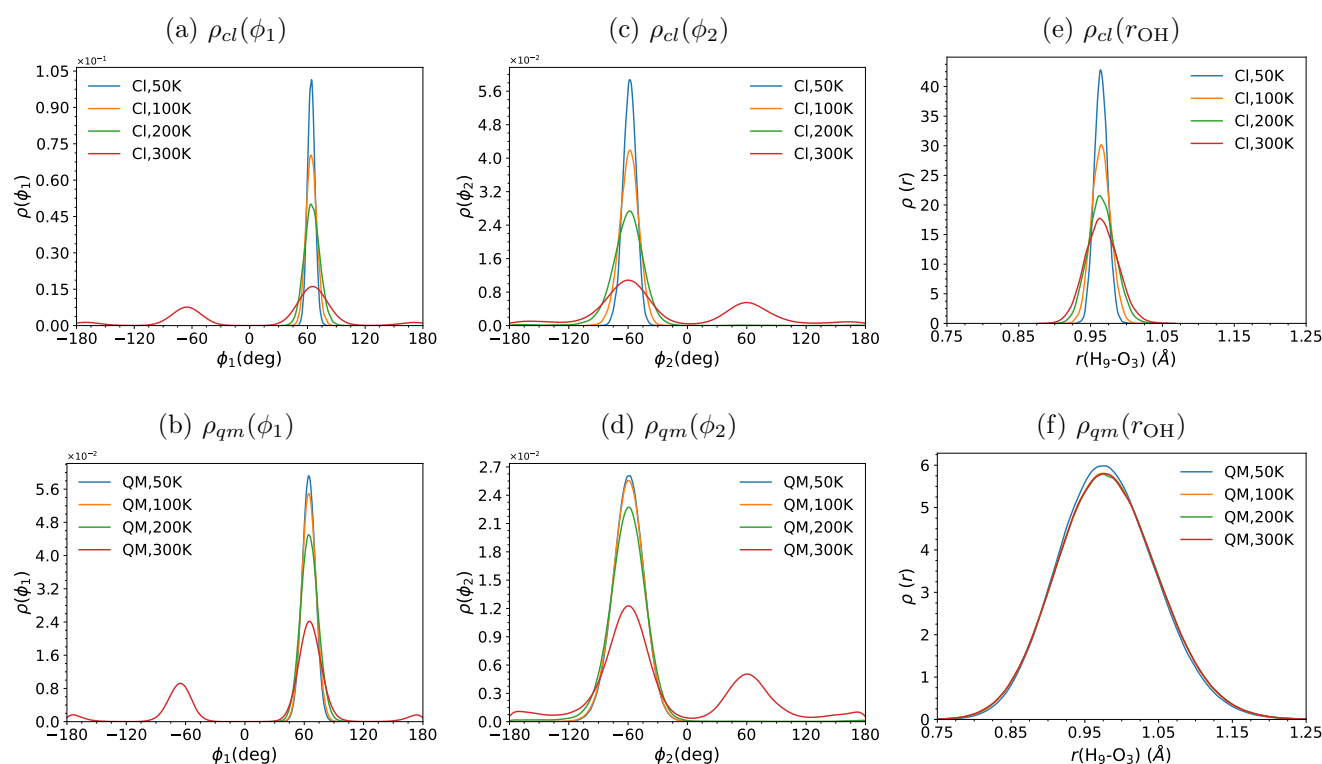 (a) ρcl(ϕ1)
×10−1
1.05
0.90
0.75
0.60
0.45
0.30
0.15
0.00
ρ(ϕ1)
Cl,50K
Cl,100K
Cl,200K
Cl,300K
−180 −120 −60 0 60 120 180
ϕ1(deg)
(c) ρcl(ϕ2)
×10−2
5.6
4.8
4.0
3.2
2.4
1.6
0.8
0.0
ρ(ϕ2)
Cl,50K
Cl,100K
Cl,200K
Cl,300K
−180 −120 −60 0 60 120 180
ϕ2(deg)
(e) ρcl(rOH)
40
35
30
25
20
15
10
5
0
ρ (r)
Cl,50K
Cl,100K
Cl,200K
Cl,300K
0.75 0.85 0.95 1.05 1.15 1.25
r(H9-O3) (Å)
(b) ρqm(ϕ1)
×10−2
5.6
4.8
4.0
3.2
2.4
1.6
0.8
0.0
ρ(ϕ1)
QM,50K
QM,100K
QM,200K
QM,300K
−180 −120 −60 0 60 120 180
ϕ1(deg)
(d) ρqm(ϕ2)
×10−2
2.7
2.4
2.1
1.8
1.5
1.2
0.9
0.6
0.3
0.0
ρ(ϕ2)
QM,50K
QM,100K
QM,200K
QM,300K
−180 −120 −60 0 60 120 180
ϕ2(deg)
(f) ρqm(rOH)
6
5
4
3
2
1
0
ρ (r)
QM,50K
QM,100K
QM,200K
QM,300K
0.75 0.85 0.95 1.05 1.15 1.25
r(H9-O3) (Å)